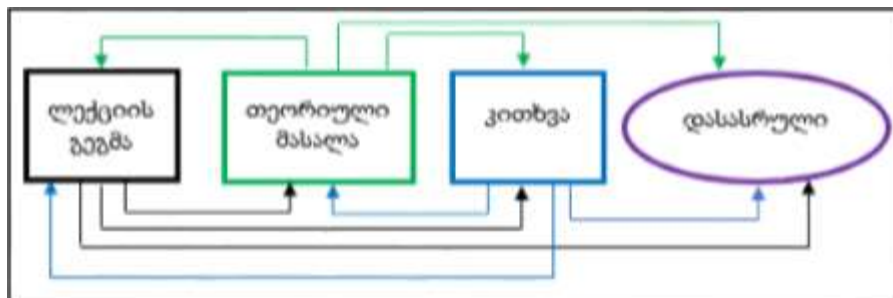 ლექციის
გეგმა
თეორიული
მასალა
კითხვა
დასასრული